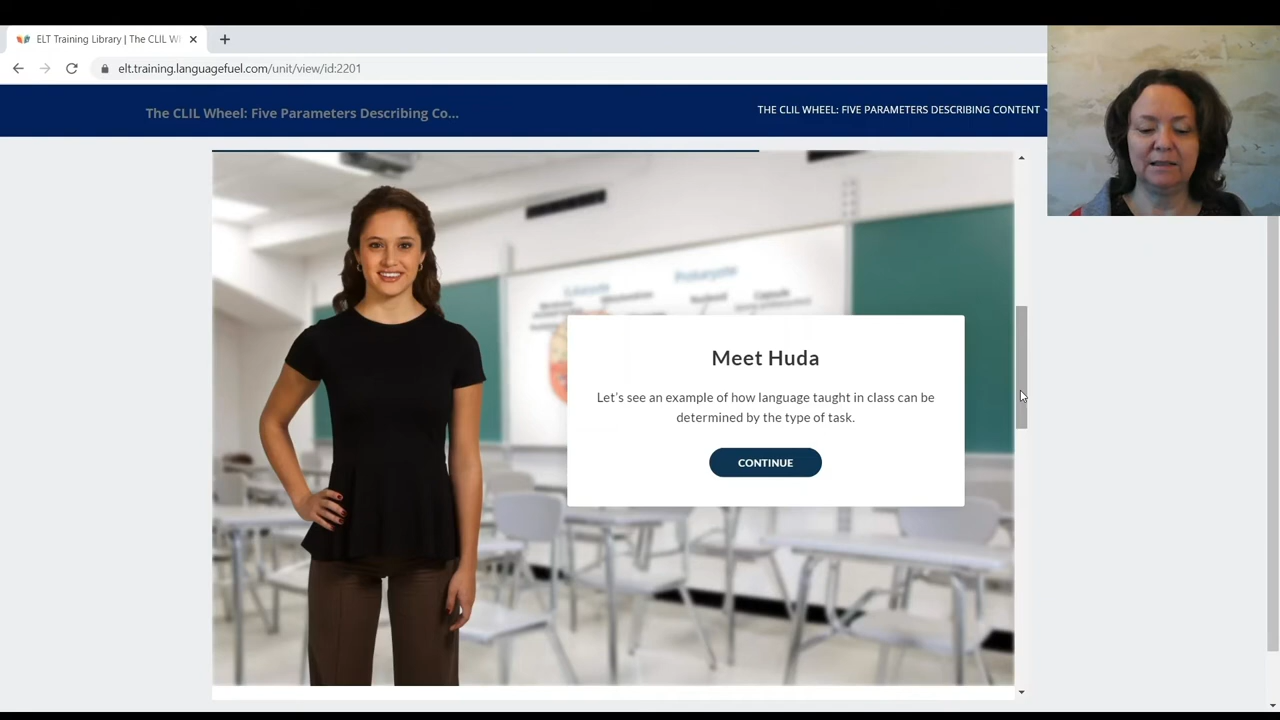 ELT Training Library | The CLIL W
elt.training.languagefuel.com/unit/view/id:2201
The CLIL Wheel: Five Parameters Describing Co...
THE CLIL WHEEL: FIVE PARAMETERS DESCRIBING CONTENT
Prokaryote
Meet Huda
Let's see an example of how language taught in class can be
determined by the type of task.
CONTINUE